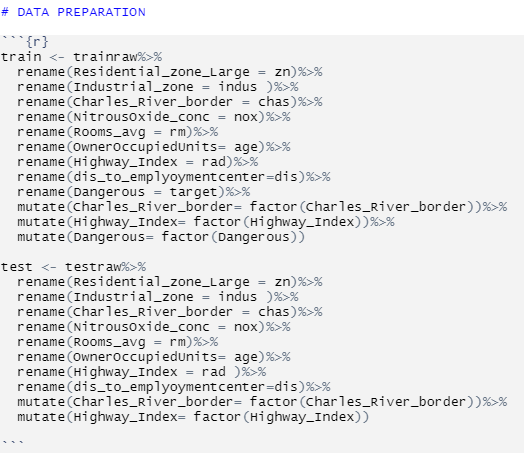 # DATA PREPARATION
```{r}
train <- trainraw%>%
  rename(Residential_zone_Large = zn)%>%
  rename(Industrial_zone = indus )%>%
  rename(Charles_River_border = chas)%>%
  rename(NitrousOxide_conc = nox)%>%
  rename(Rooms_avg = rm)%>%
  rename(OwnerOccupiedUnits= age)%>%
  rename(Highway_Index = rad)%>%
  rename(dis_to_emplyoymentcenter=dis)%>%
  rename(Dangerous = target)%>%
  mutate(Charles_River_border= factor(Charles_River_border))%>%
  mutate(Highway_Index= factor(Highway_Index))%>%
  mutate(Dangerous= factor(Dangerous))
test <- testraw%>%
  rename(Residential_zone_Large = zn)%>%
  rename(Industrial_zone = indus )%>%
  rename(Charles_River_border = chas)%>%
  rename(NitrousOxide_conc = nox)%>%
  rename(Rooms_avg = rm)%>%
  rename(OwnerOccupiedUnits= age)%>%
  rename(Highway_Index = rad )%>%
  rename(dis_to_emplyoymentcenter=dis)%>%
  mutate(Charles_River_border= factor(Charles_River_border))%>%
  mutate(Highway_Index= factor(Highway_Index))
```